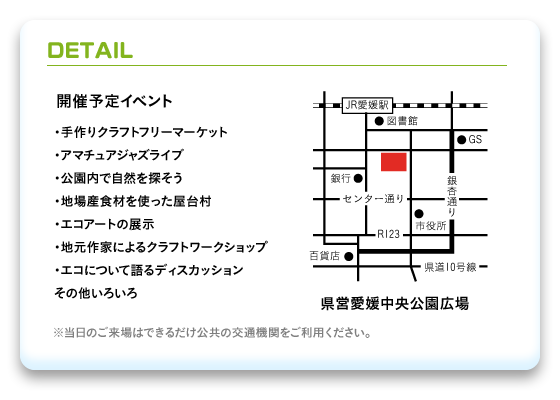 DETAIL
開催予定イベント
・手作りクラフトフリーマーケット
・アマチュアジャズライブ
・公園内で自然を探そう
・地場産食材を使った屋台村
・エコアートの展示
・地元作家によるクラフトワークショップ
・エコについて語るディスカッション
その他いろいろ
JR愛媛駅
図書館
GS
銀行
銀杏通り
センター通り
市役所
R123
百貨店
県道10号線
県営愛媛中央公園広場
※当日のご来場はできるだけ公共の交通機関をご利用ください。